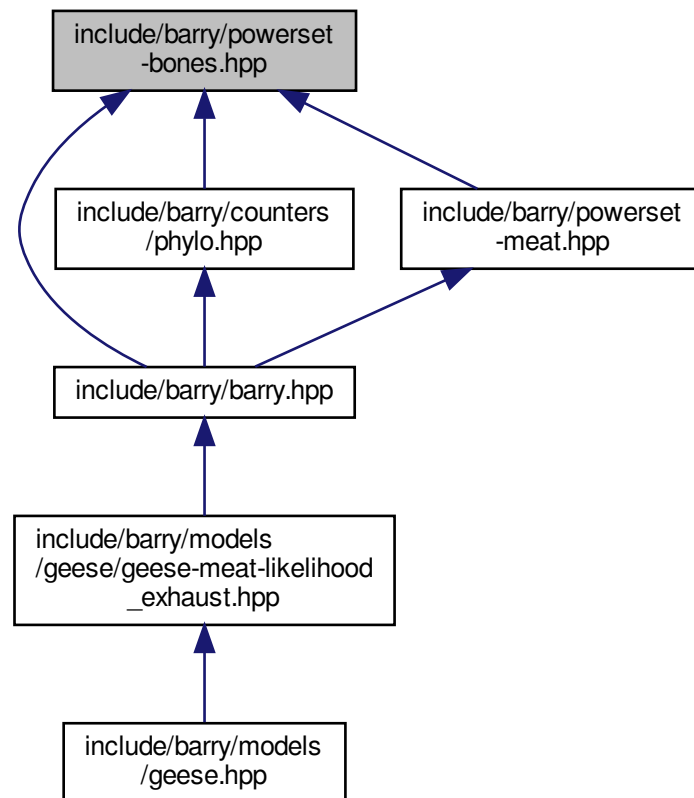 include/barry/powerset
-bones.hpp
include/barry/counters
/phylo.hpp
include/barry/powerset
-meat.hpp
include/barry/barry.hpp
include/barry/models
/geese/geese-meat-likelihood
_exhaust.hpp
include/barry/models
/geese.hpp